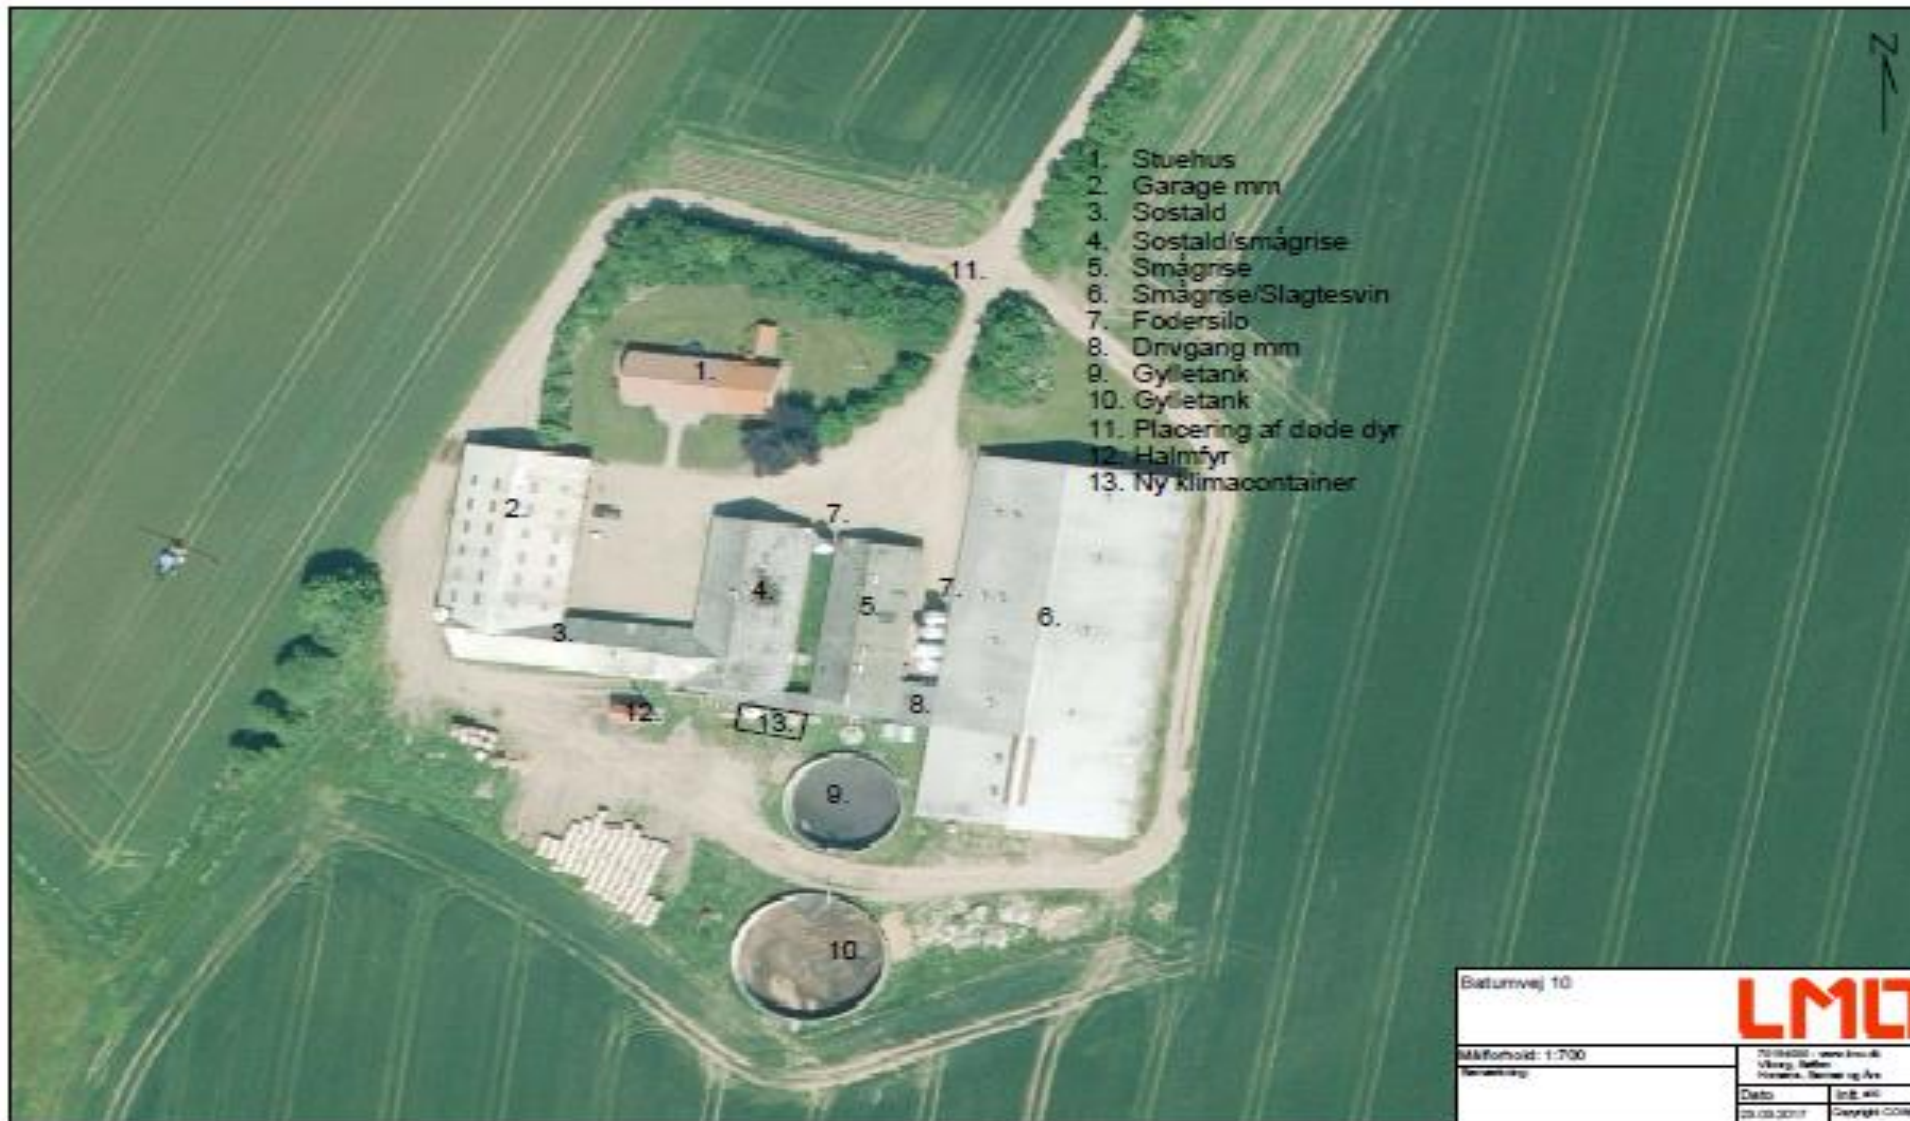 N
1. Stuehus
2. Garage mm
3. Sostald
4. Sostald/smågrise
5. Smågrise
6. Smågrise/Slagtesvin
7. Fodersilo
8. Drivgang mm
9. Gylletank
10. Gylletank
11. Placering af døde dyr
12. Halmfyr
13. Ny klimacontainer
11.
1.
2.
7.
4.
5.
7.
6.
3.
8.
12.
13.
9.
10.
Batumvej 10
LMO
Målforhold: 1:700
Bemærkning:
Dato
Init.